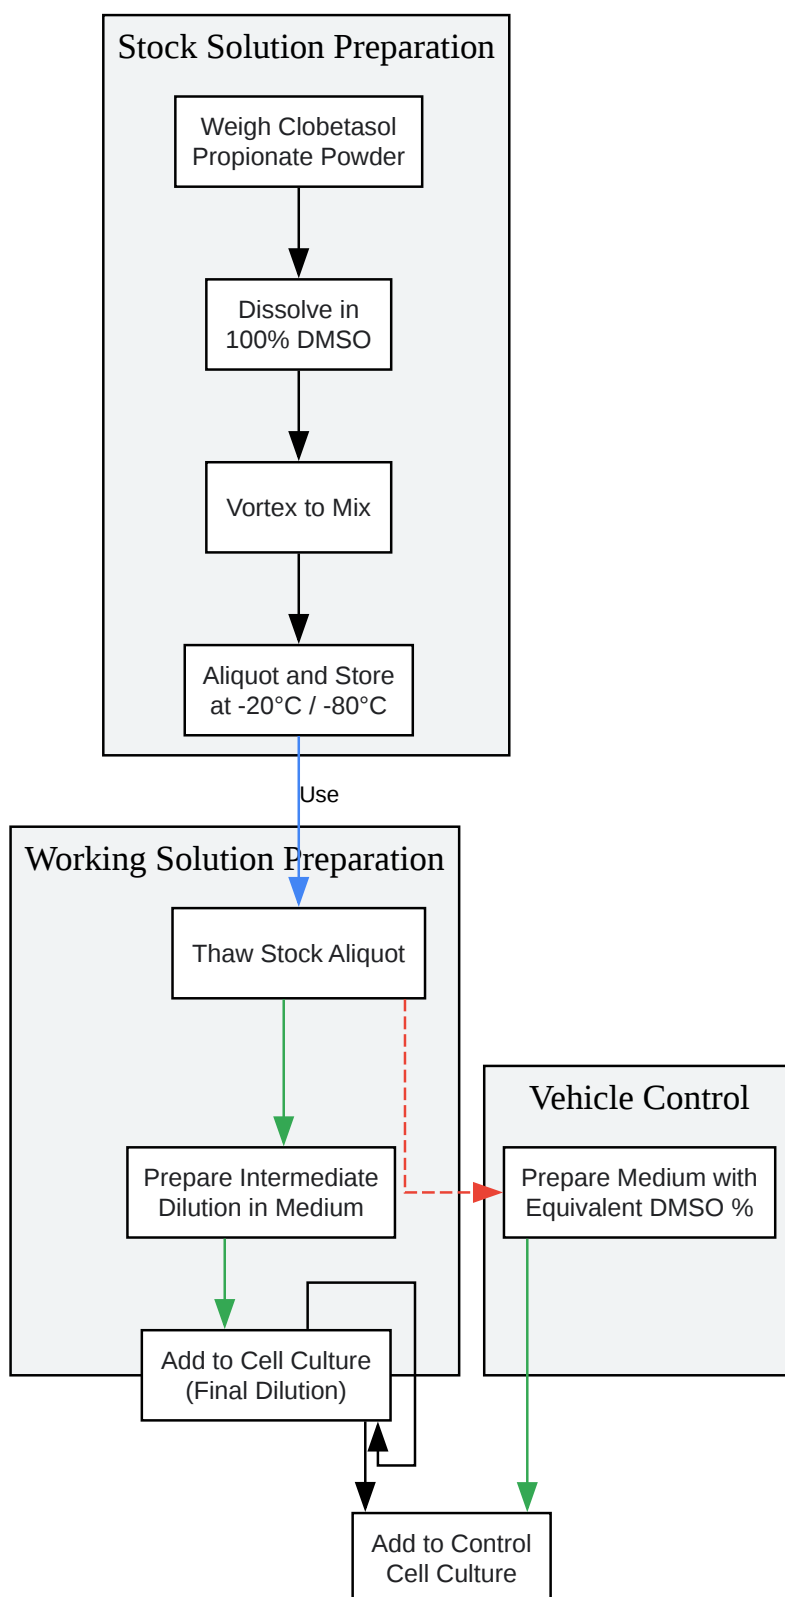 Stock Solution Preparation
Weigh Clobetasol
Propionate Powder
Dissolve in
100% DMSO
Vortex to Mix
Aliquot and Store
at -20°C / -80°C
Use
Working Solution Preparation
Thaw Stock Aliquot
Vehicle Control
Prepare Intermediate
Dilution in Medium
Prepare Medium with
Equivalent DMSO %
Add to Cell Culture
(Final Dilution)
Add to Control
Cell Culture